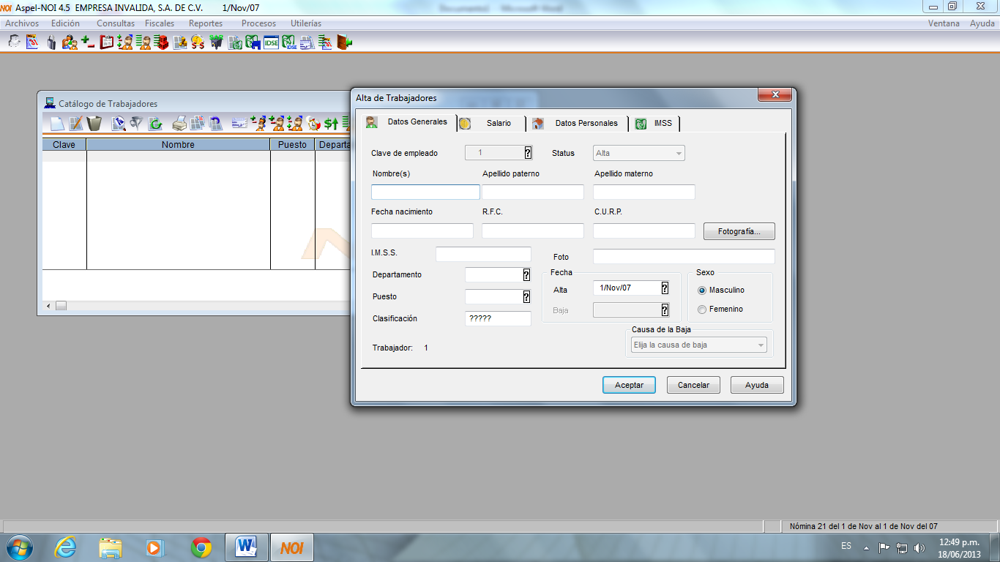 NOI Aspel-NOI 4.5 EMPRESA INVALIDA, S.A. DE C.V. 1/Nov/07
Archivos Edición Consultas Fiscales Reportes Procesos Utilerías Ventana Ayuda
IDSE IDSE
Catálogo de Trabajadores
Clave Nombre Puesto Departa
Alta de Trabajadores
Datos Generales Salario Datos Personales IMSS
Clave de empleado 1 ? Status Alta
Nombre(s) Apellido paterno Apellido materno
Fecha nacimiento R.F.C. C.U.R.P.
Fotografía...
I.M.S.S. Foto
Departamento ? Fecha Sexo
Alta 1/Nov/07 ? Masculino
Puesto ?
Baja ? Femenino
Clasificación ?????
Causa de la Baja
Elija la causa de baja
Trabajador: 1
Aceptar Cancelar Ayuda
Nómina 21 del 1 de Nov al 1 de Nov del 07
NOI ES 12:49 p.m.
18/06/2013